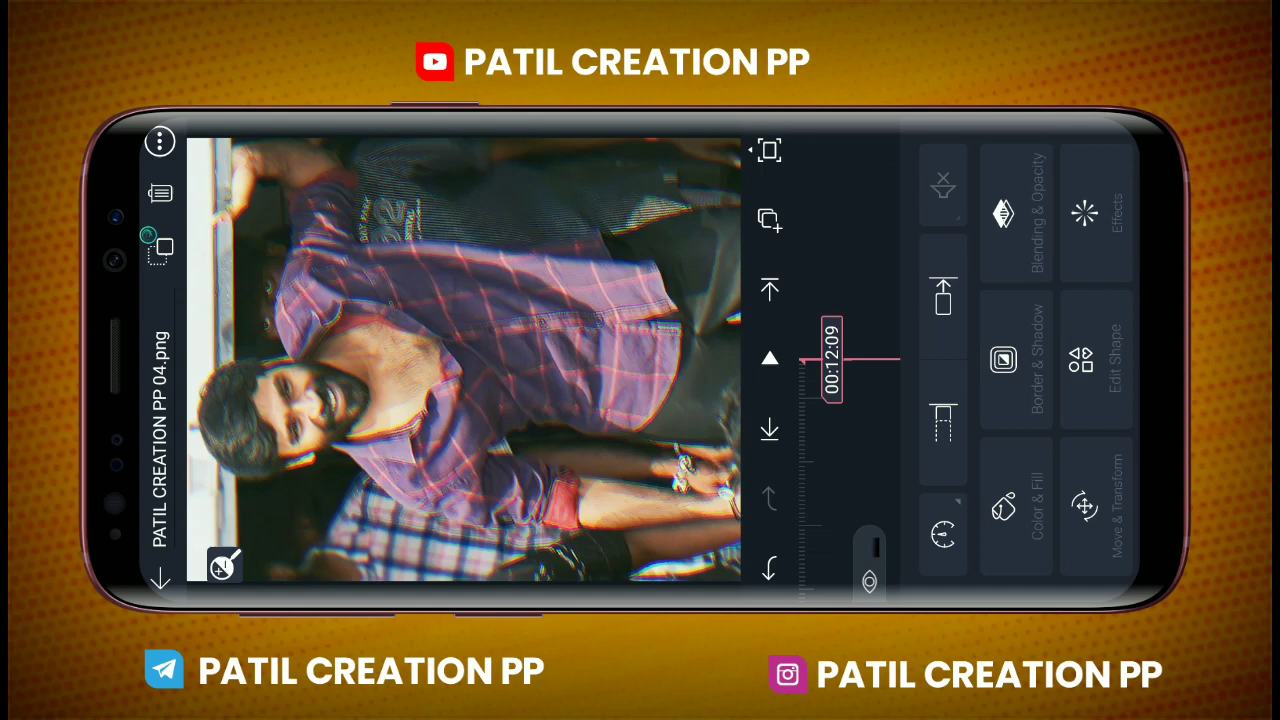 PATIL CREATION PP
PATIL CREATION PP 04.png
00:12:09
Blending & Opacity
Effects
Border & Shadow
Edit Shape
Color & Fill
Move & Transform
PATIL CREATION PP
PATIL CREATION PP